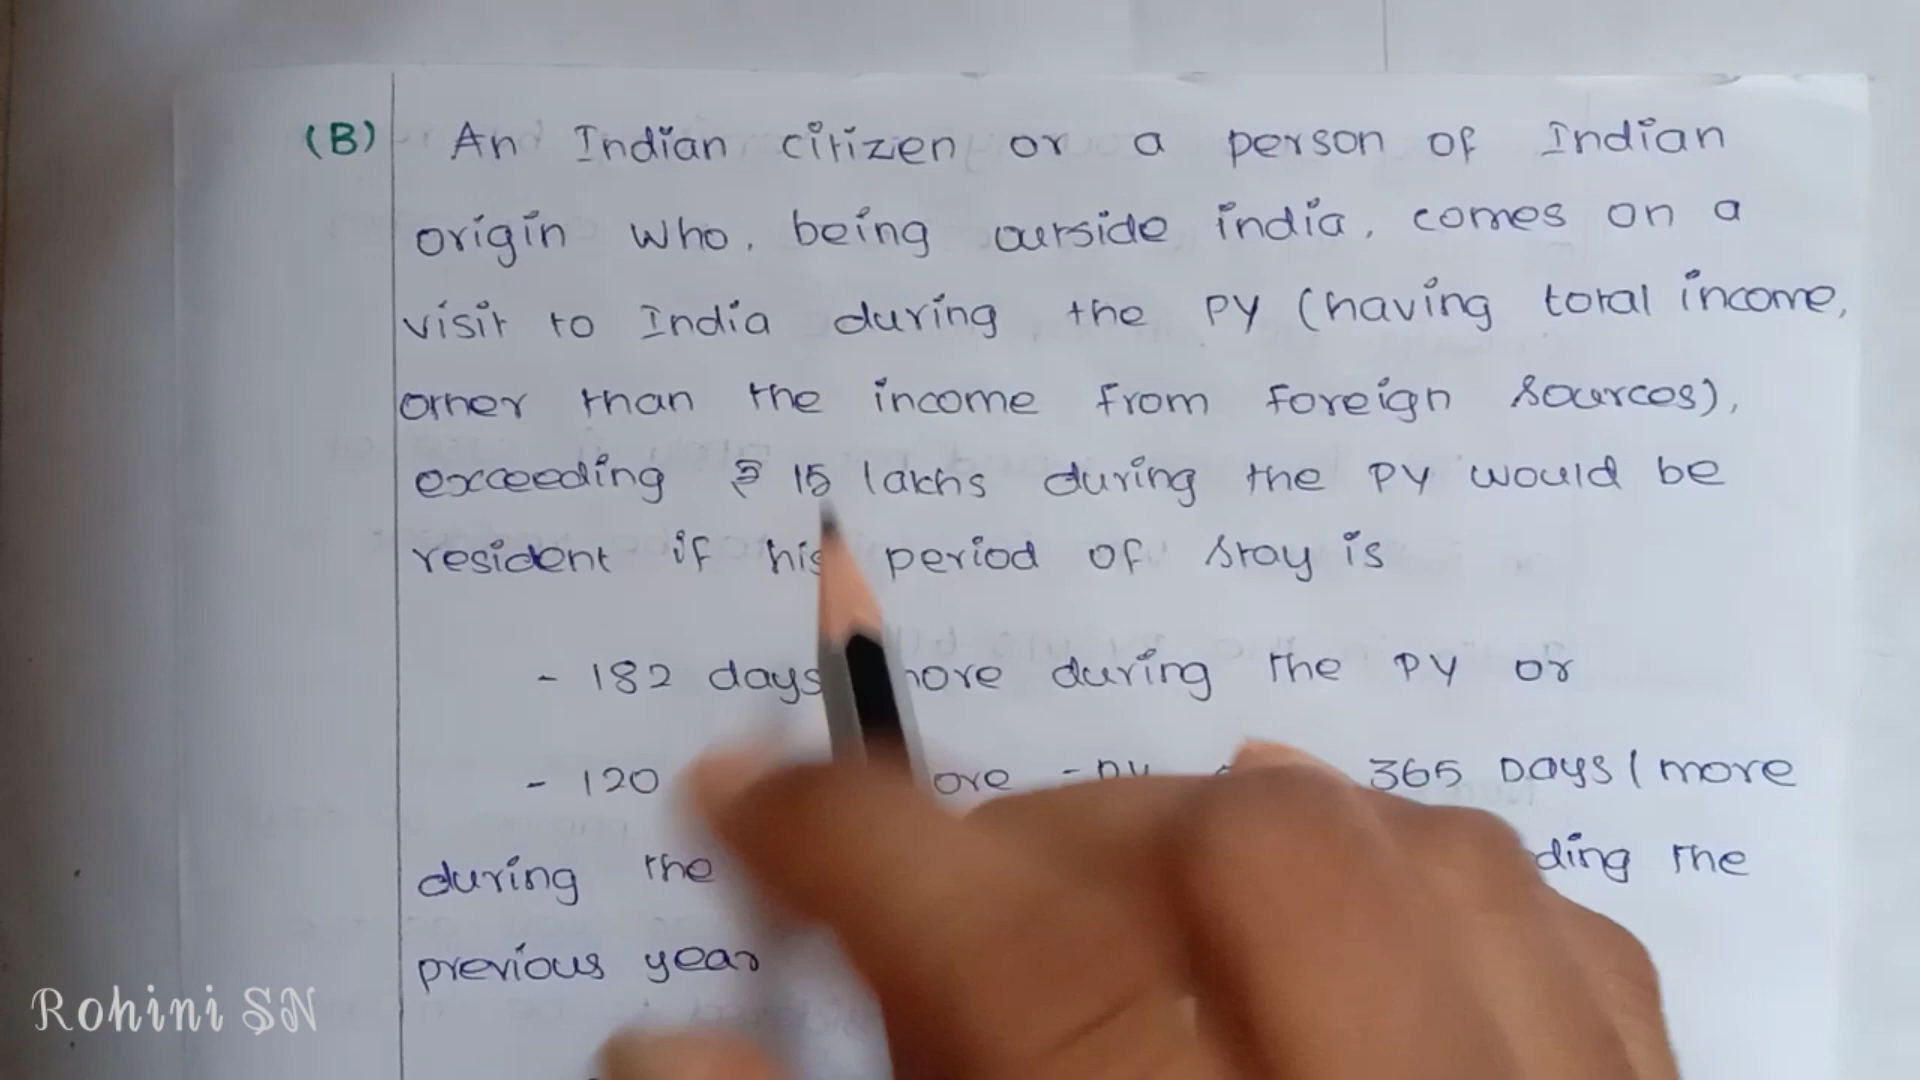 (B) An Indian citizen or a person of Indian
origin who, being outside india, comes on a
visit to India during the PY (having total income,
other than the income from foreign sources),
exceeding ₹ 15 lakhs during the PY would be
resident if his period of stay is
- 182 days more during the PY or
- 120 365 Days/more
during the the
previous year
Rohini SN